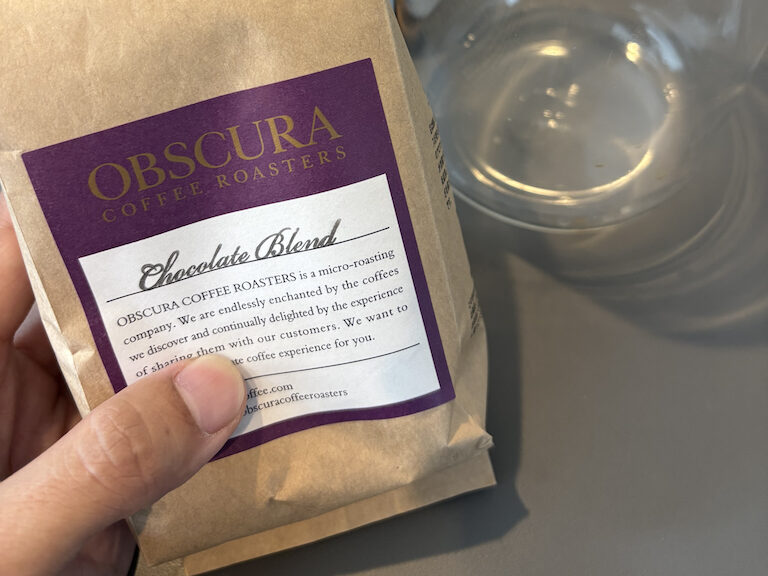 OBSCURA
COFFEE ROASTERS
Chocolate Blend
OBSCURA COFFEE ROASTERS is a micro-roasting
company. We are endlessly enchanted by the coffees
we discover and continually delighted by the experience
of sharing them with our customers. We want to
coffee experience for you.
obscuracoffeeroasters